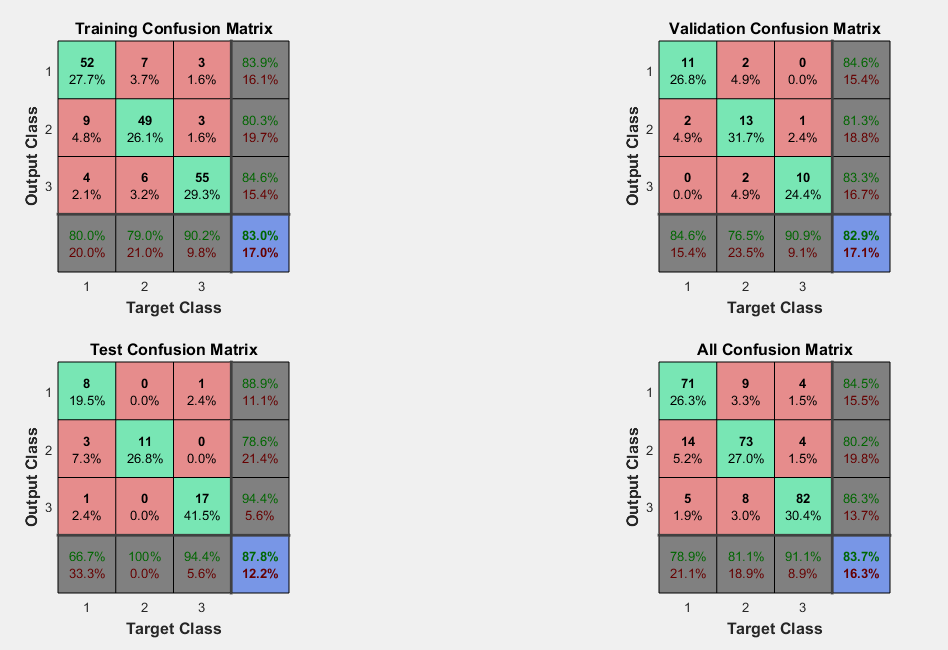 Training Confusion Matrix
Output Class
1
52 7 3 83.9%
27.7% 3.7% 1.6% 16.1%
2
9 49 3 80.3%
4.8% 26.1% 1.6% 19.7%
3
4 6 55 84.6%
2.1% 3.2% 29.3% 15.4%
80.0% 79.0% 90.2% 83.0%
20.0% 21.0% 9.8% 17.0%
1 2 3
Target Class
Validation Confusion Matrix
Output Class
1
11 2 0 84.6%
26.8% 4.9% 0.0% 15.4%
2
2 13 1 81.3%
4.9% 31.7% 2.4% 18.8%
3
0 2 10 83.3%
0.0% 4.9% 24.4% 16.7%
84.6% 76.5% 90.9% 82.9%
15.4% 23.5% 9.1% 17.1%
1 2 3
Target Class
Test Confusion Matrix
Output Class
1
8 0 1 88.9%
19.5% 0.0% 2.4% 11.1%
2
3 11 0 78.6%
7.3% 26.8% 0.0% 21.4%
3
1 0 17 94.4%
2.4% 0.0% 41.5% 5.6%
66.7% 100% 94.4% 87.8%
33.3% 0.0% 5.6% 12.2%
1 2 3
Target Class
All Confusion Matrix
Output Class
1
71 9 4 84.5%
26.3% 3.3% 1.5% 15.5%
2
14 73 4 80.2%
5.2% 27.0% 1.5% 19.8%
3
5 8 82 86.3%
1.9% 3.0% 30.4% 13.7%
78.9% 81.1% 91.1% 83.7%
21.1% 18.9% 8.9% 16.3%
1 2 3
Target Class